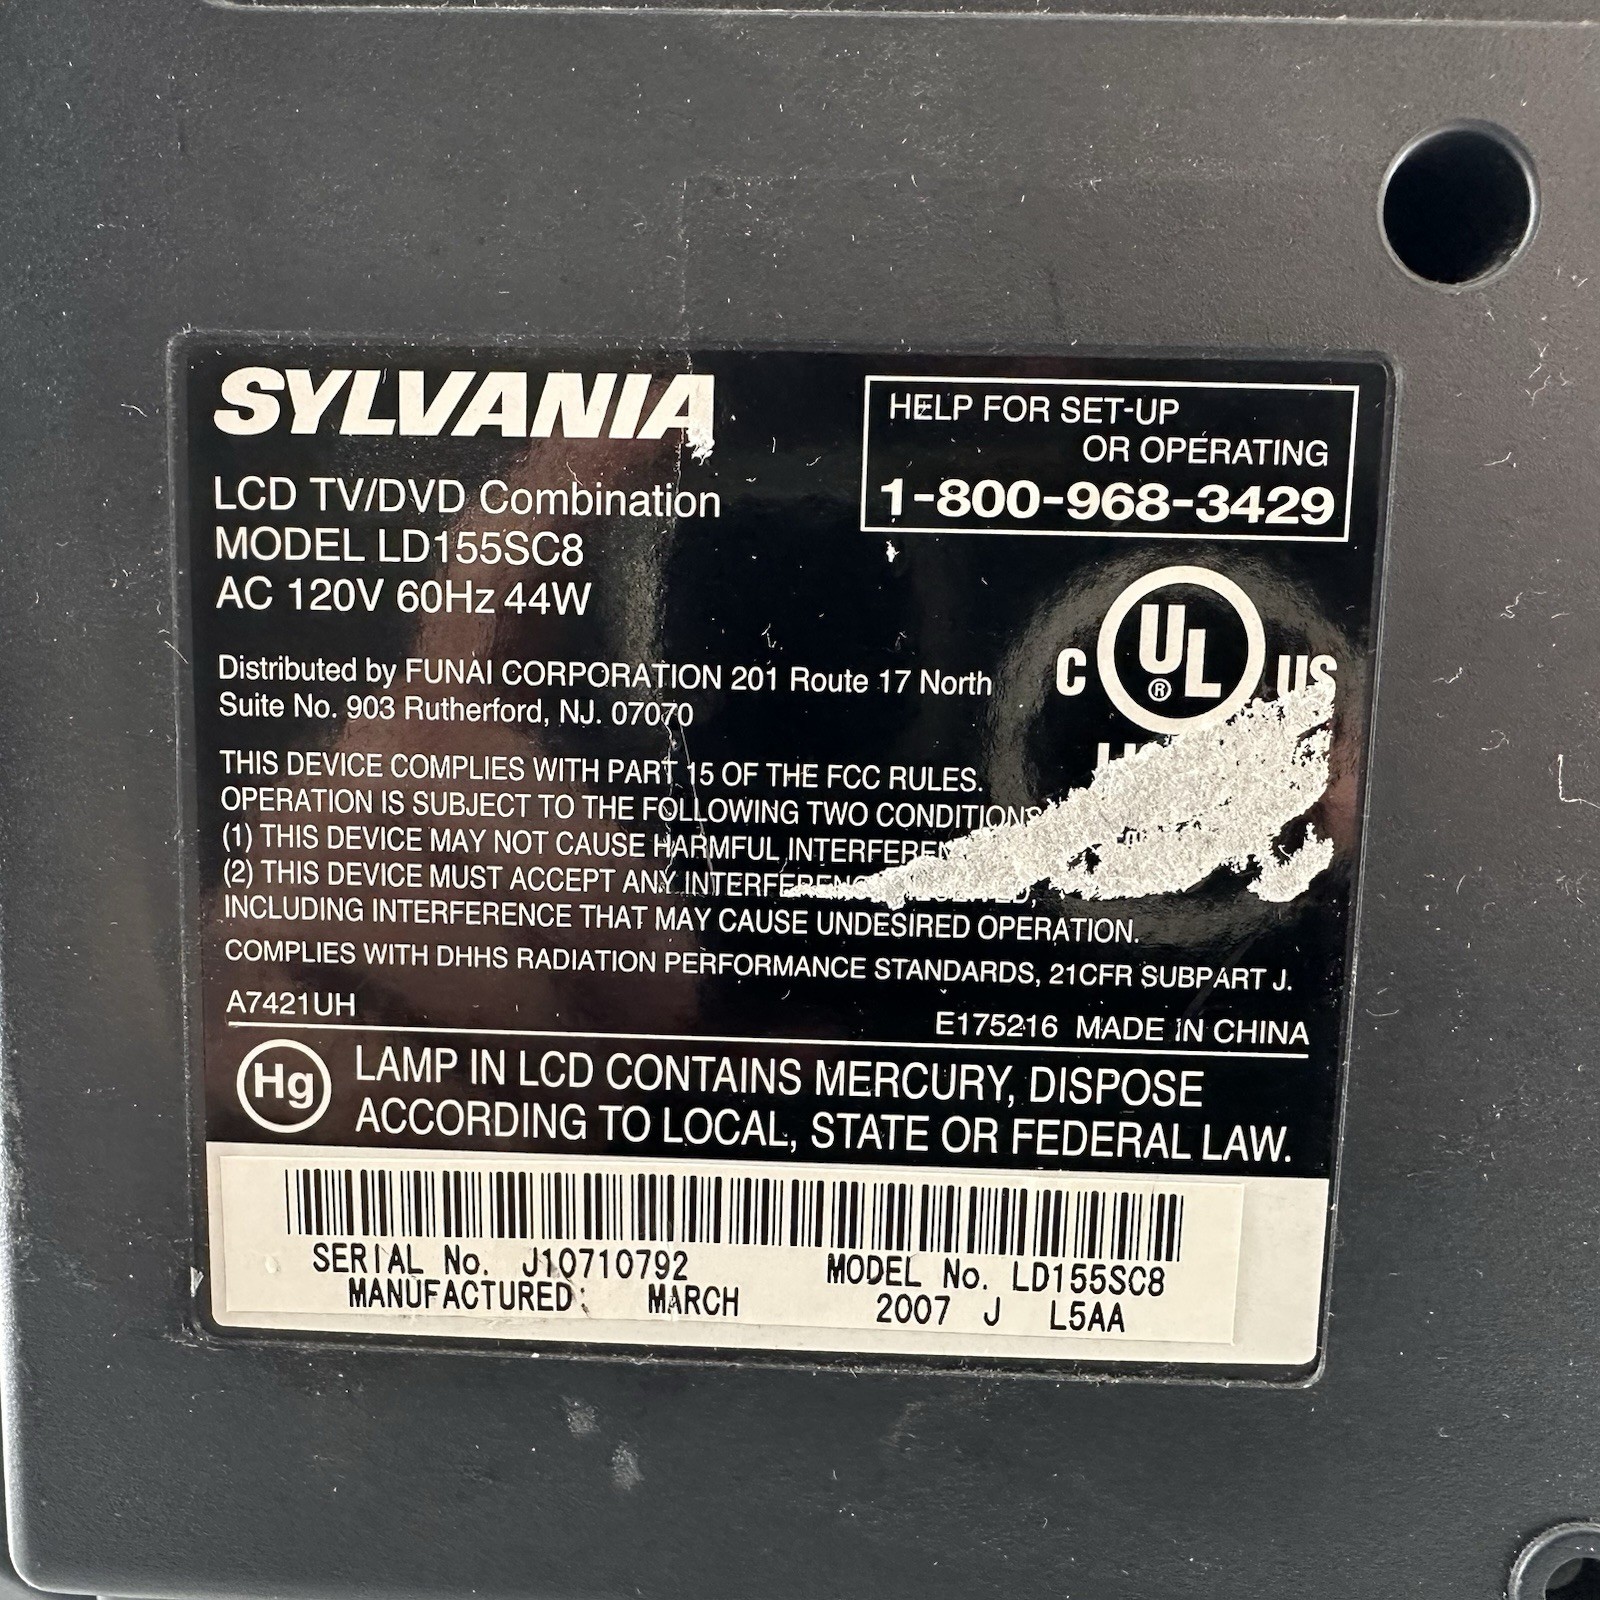 SYLVANIA
LCD TV/DVD Combination
MODEL LD155SC8
AC 120V 60Hz 44W
HELP FOR SET-UP
OR OPERATING
1-800-968-3429
C UL US
®
Distributed by FUNAI CORPORATION 201 Route 17 North
Suite No. 903 Rutherford, NJ. 07070
THIS DEVICE COMPLIES WITH PART 15 OF THE FCC RULES.
OPERATION IS SUBJECT TO THE FOLLOWING TWO CONDITIONS
(1) THIS DEVICE MAY NOT CAUSE HARMFUL
(2) THIS DEVICE MUST ACCEPT ANY
INCLUDING INTERFERENCE THAT MAY CAUSE UNDESIRED OPERATION.
COMPLIES WITH DHHS RADIATION PERFORMANCE STANDARDS, 21CFR SUBPART J.
A7421UH
E175216 MADE IN CHINA
Hg
LAMP IN LCD CONTAINS MERCURY, DISPOSE
ACCORDING TO LOCAL, STATE OR FEDERAL LAW.
SERIAL No. J10710792 MODEL No. LD155SC8
MANUFACTURED: MARCH 2007 J L5AA